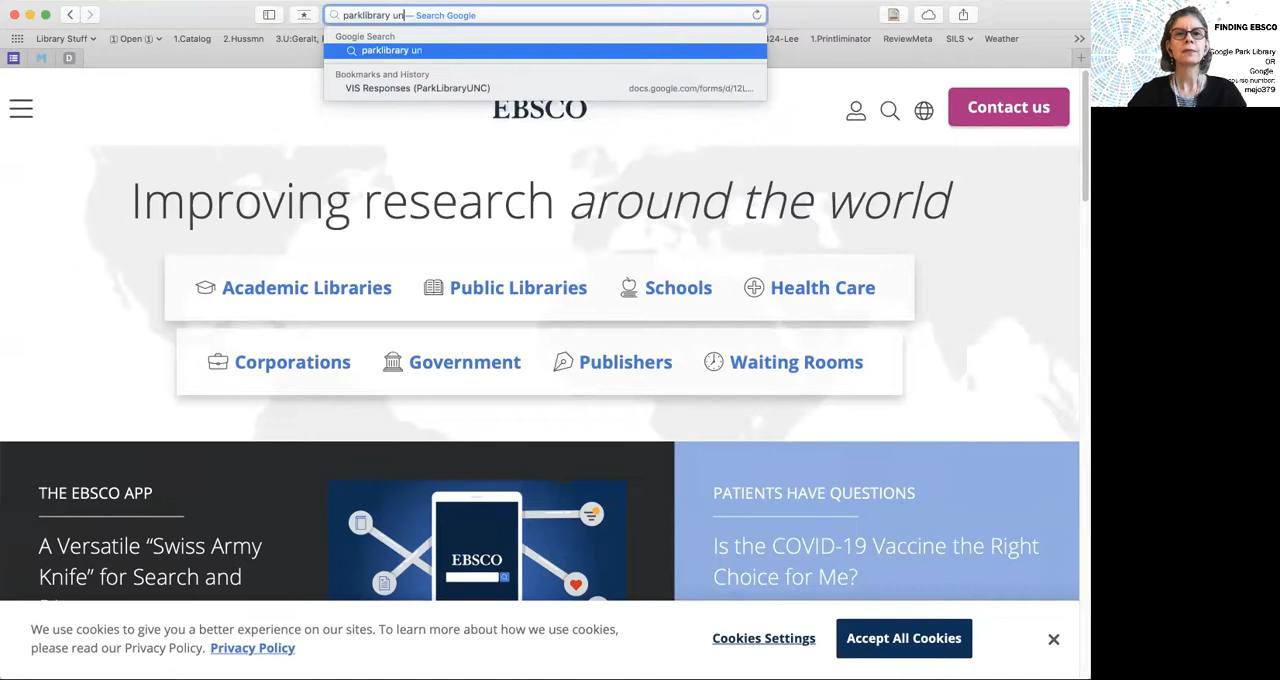 parklibrary un — Search Google
Google Search
parklibrary un
Bookmarks and History
VIS Responses (ParkLibraryUNC) docs.google.com/forms/d/12L...
Library Stuff ① Open ① 1.Catalog 2.Hussmn 3.U:Geralt, 24-Lee 1.Printliminator ReviewMeta SILS Weather
M D
FINDING EBSCO
Google Park Library
OR
Google
course number:
mejo379
EBSCO
Contact us
Improving research around the world
Academic Libraries Public Libraries Schools Health Care
Corporations Government Publishers Waiting Rooms
THE EBSCO APP
A Versatile “Swiss Army
Knife” for Search and
EBSCO
PATIENTS HAVE QUESTIONS
Is the COVID-19 Vaccine the Right
Choice for Me?
We use cookies to give you a better experience on our sites. To learn more about how we use cookies,
please read our Privacy Policy. Privacy Policy
Cookies Settings
Accept All Cookies